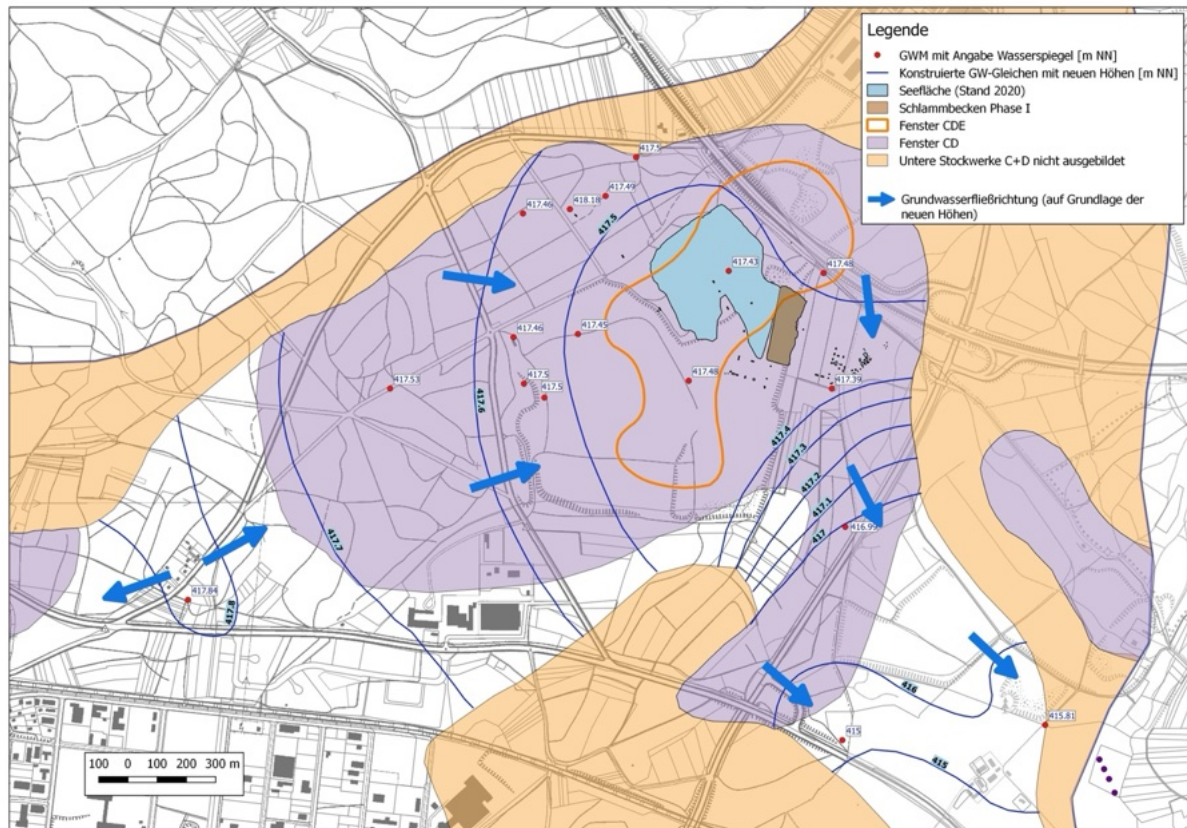 Legende
GWM mit Angabe Wasserspiegel [m NN]
Konstruierte GW-Gleichen mit neuen Höhen [m NN]
Seefläche (Stand 2020)
Schlammbecken Phase I
Fenster CDE
Fenster CD
Untere Stockwerke C+D nicht ausgebildet
Grundwasserfließrichtung (auf Grundlage der
neuen Höhen)
417.5
417.49
418.18
417.46
417.5
417.43
417.48
417.46
417.45
417.53
417.5
417.5
417.48
417.39
417.6
417.4
417.3
417.2
417.1
417
416.99
417.7
417.84
417.8
416
415.81
415
415
100 0 100 200 300 m